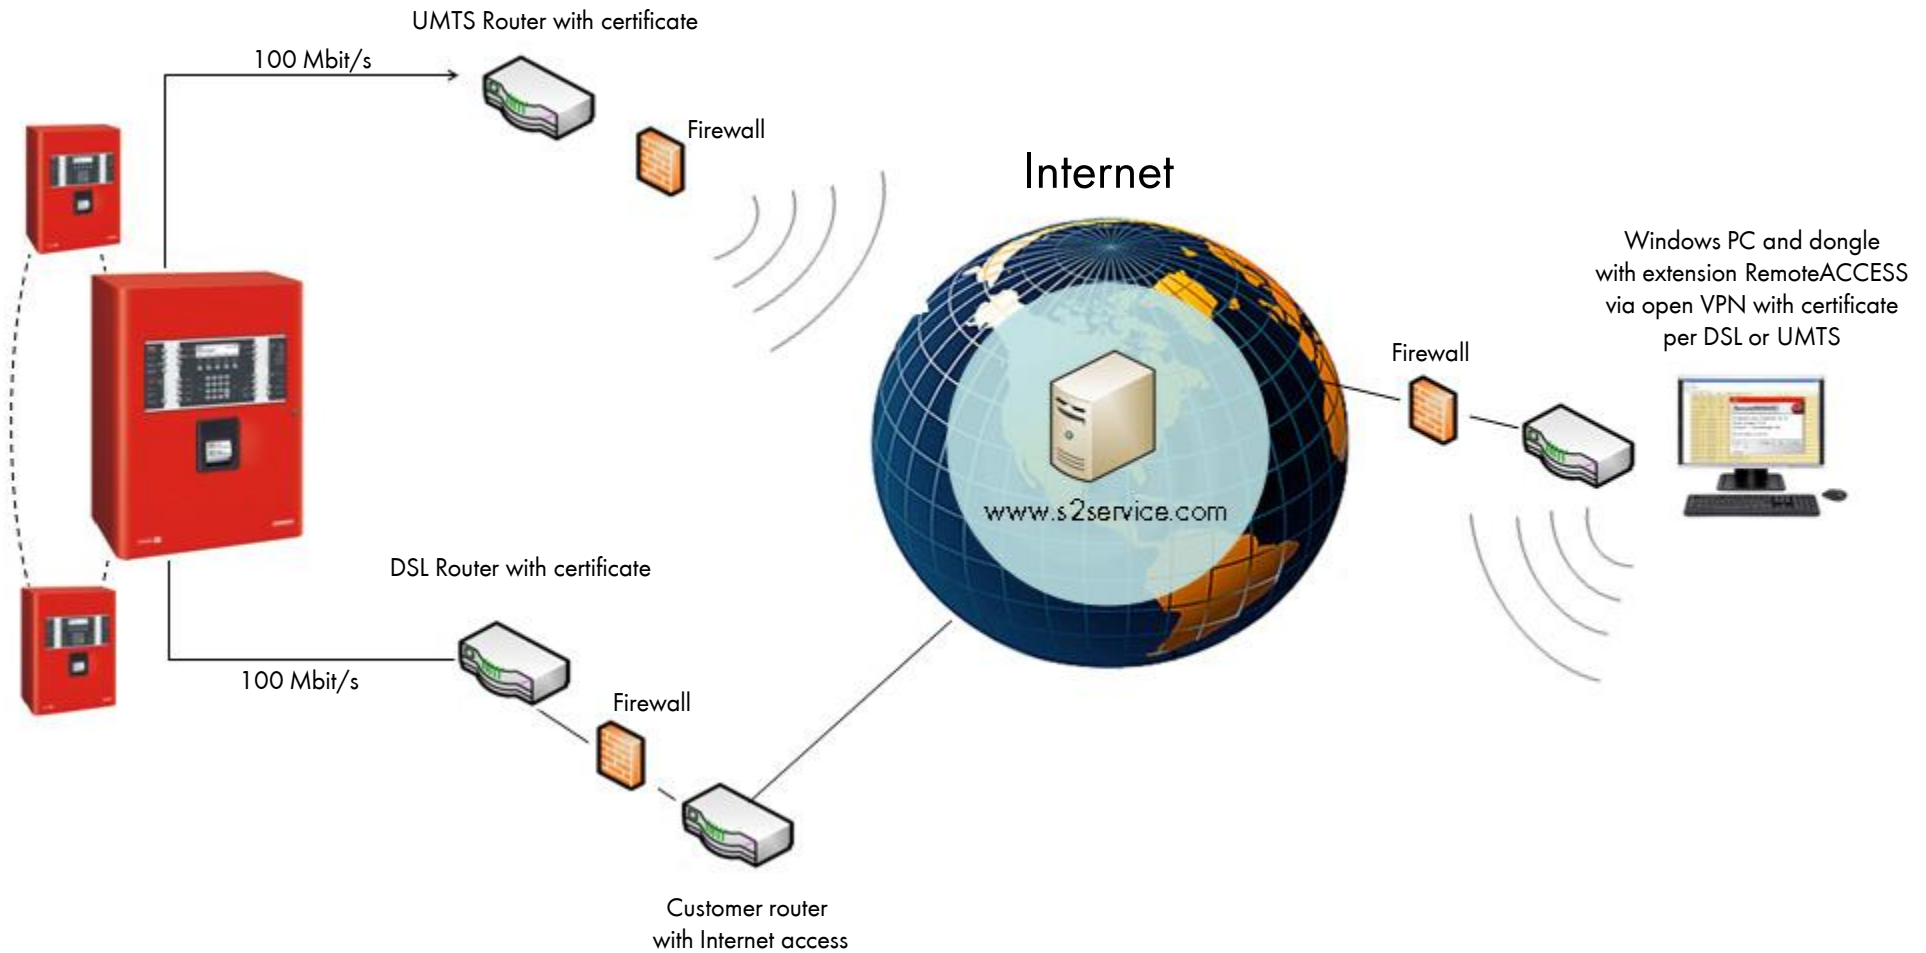 UMTS Router with certificate
100 Mbit/s
Firewall
Internet
www.s2service.com
Windows PC and dongle
with extension RemoteACCESS
via open VPN with certificate
per DSL or UMTS
Firewall
DSL Router with certificate
100 Mbit/s
Firewall
Customer router
with Internet access